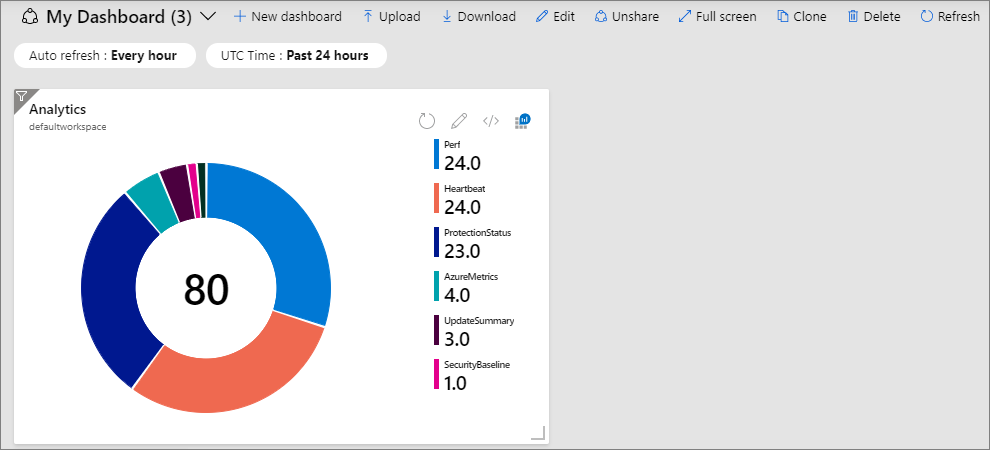 My Dashboard (3) New dashboard Upload Download Edit Unshare Full screen Clone Delete Refresh
Auto refresh : Every hour UTC Time : Past 24 hours
Analytics
defaultworkspace
Perf
24.0
Heartbeat
24.0
ProtectionStatus
23.0
AzureMetrics
4.0
UpdateSummary
3.0
SecurityBaseline
1.0
80